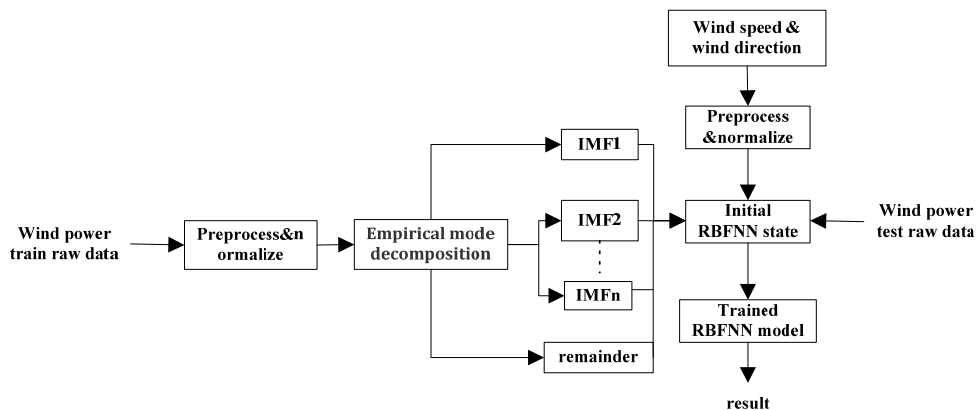 Wind speed &
wind direction
Preprocess
&normalize
IMF1
Wind power
train raw data
Preprocess&n
ormalize
Empirical mode
decomposition
IMF2
IMFn
remainder
Initial
RBFNN state
Wind power
test raw data
Trained
RBFNN model
result